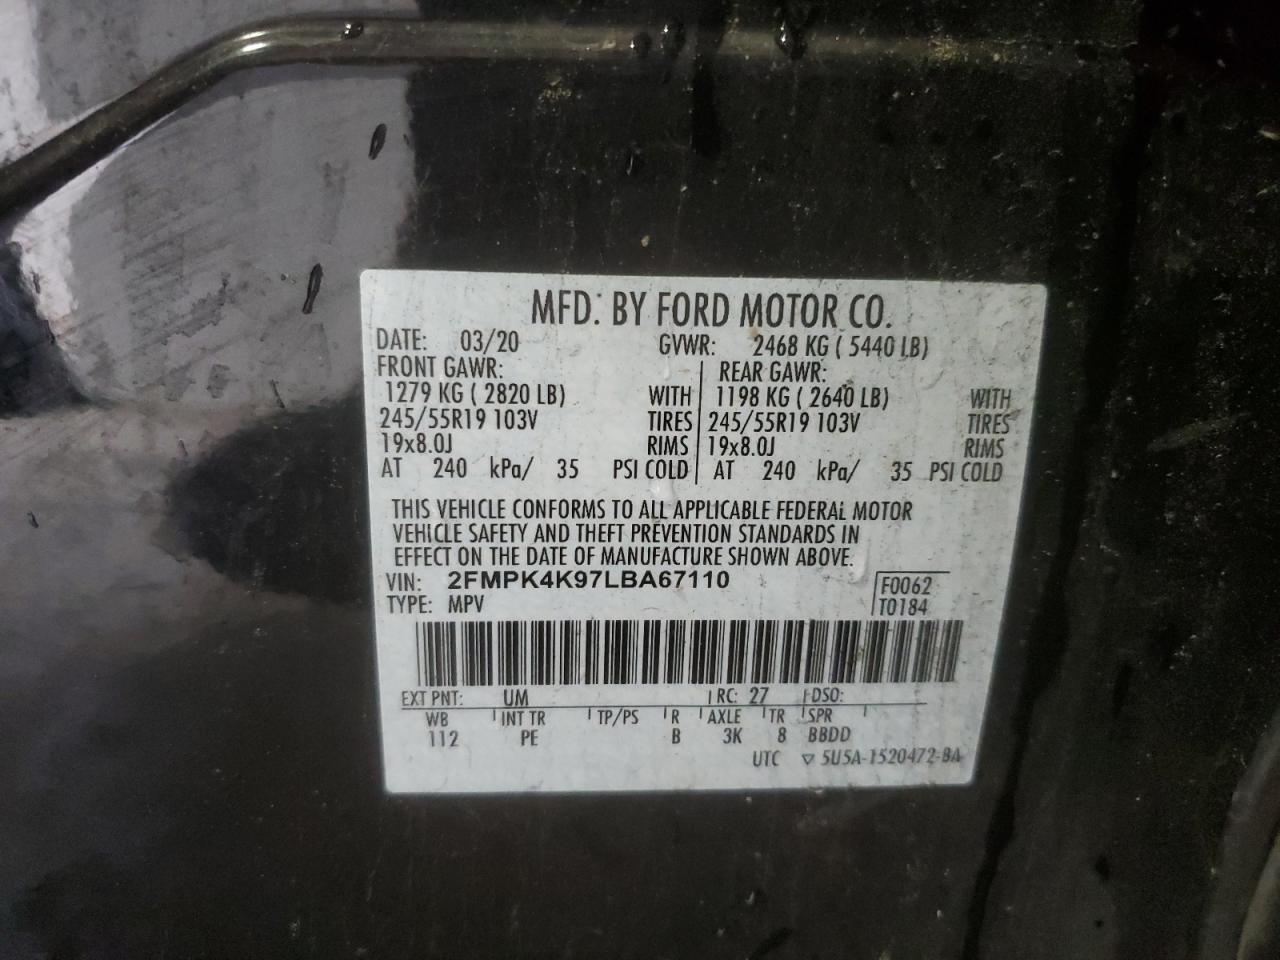 MFD. BY FORD MOTOR CO.
DATE: 03/20 GVWR: 2468 KG ( 5440 LB)
FRONT GAWR: REAR GAWR:
1279 KG ( 2820 LB) WITH 1198 KG ( 2640 LB) WITH
245/55R19 103V TIRES 245/55R19 103V TIRES
19x8.0J RIMS 19x8.0J RIMS
AT 240 kPa/ 35 PSI COLD AT 240 kPa/ 35 PSI COLD
THIS VEHICLE CONFORMS TO ALL APPLICABLE FEDERAL MOTOR
VEHICLE SAFETY AND THEFT PREVENTION STANDARDS IN
EFFECT ON THE DATE OF MANUFACTURE SHOWN ABOVE.
VIN: 2FMPK4K97LBA67110 F0062
TYPE: MPV T0184
EXT PNT: UM RC: 27 DSO:
WB INT TR TP/PS R AXLE TR SPR
112 PE B 3K 8 BBDD
UTC ▽ 5U5A-1520472-BA